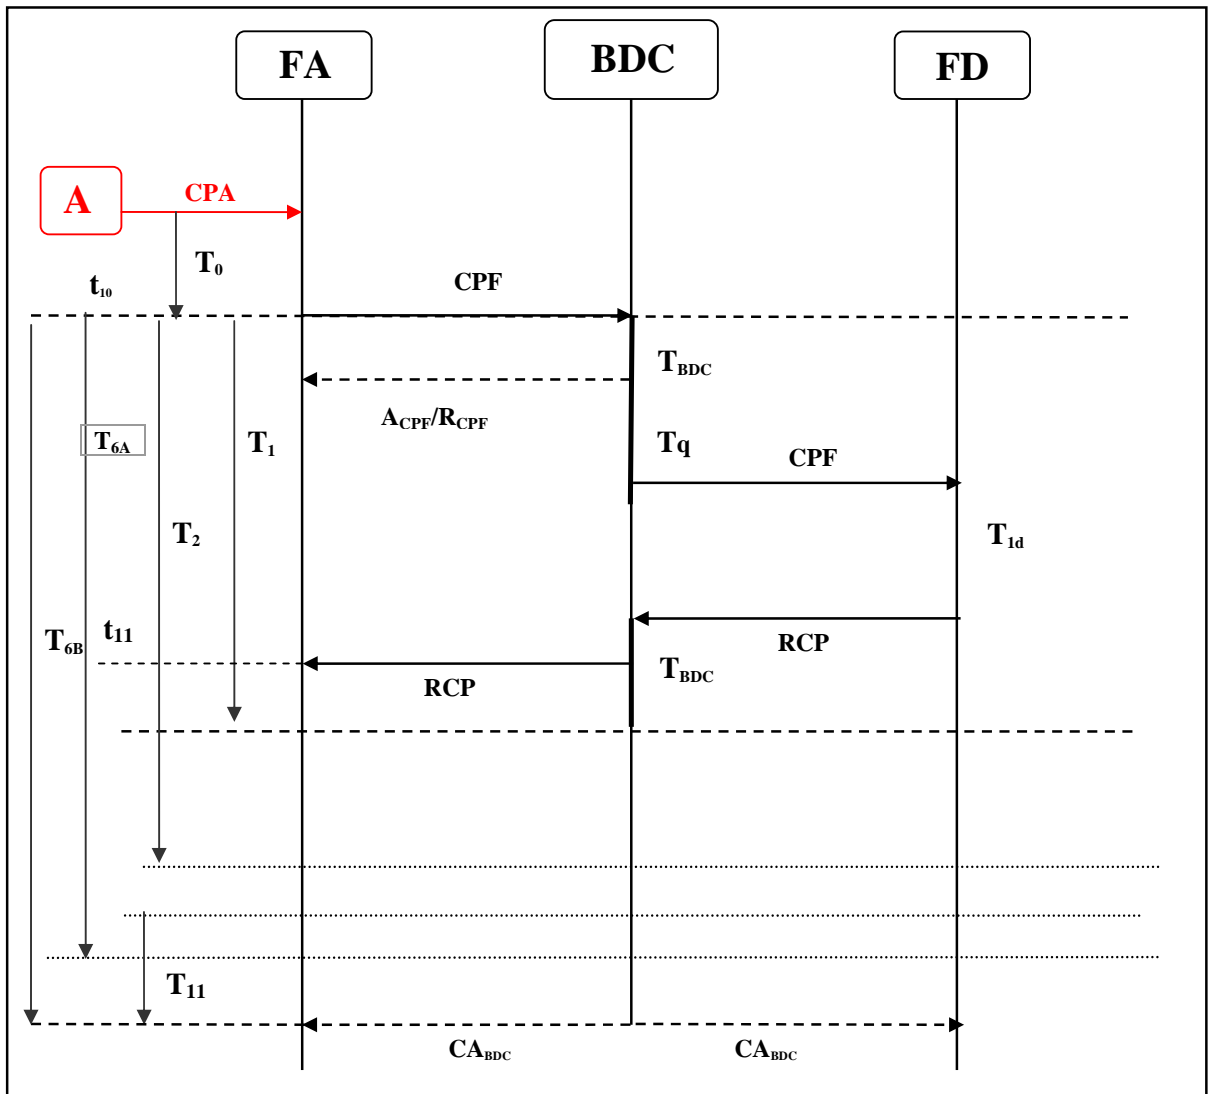 FA BDC FD
A CPA
T0
t10 CPF
TBDC
ACPF/RCPF
T6A T1 Tq CPF
T2 T1d
t11
T6B RCP
TBDC
RCP
T11
CABDC CABDC